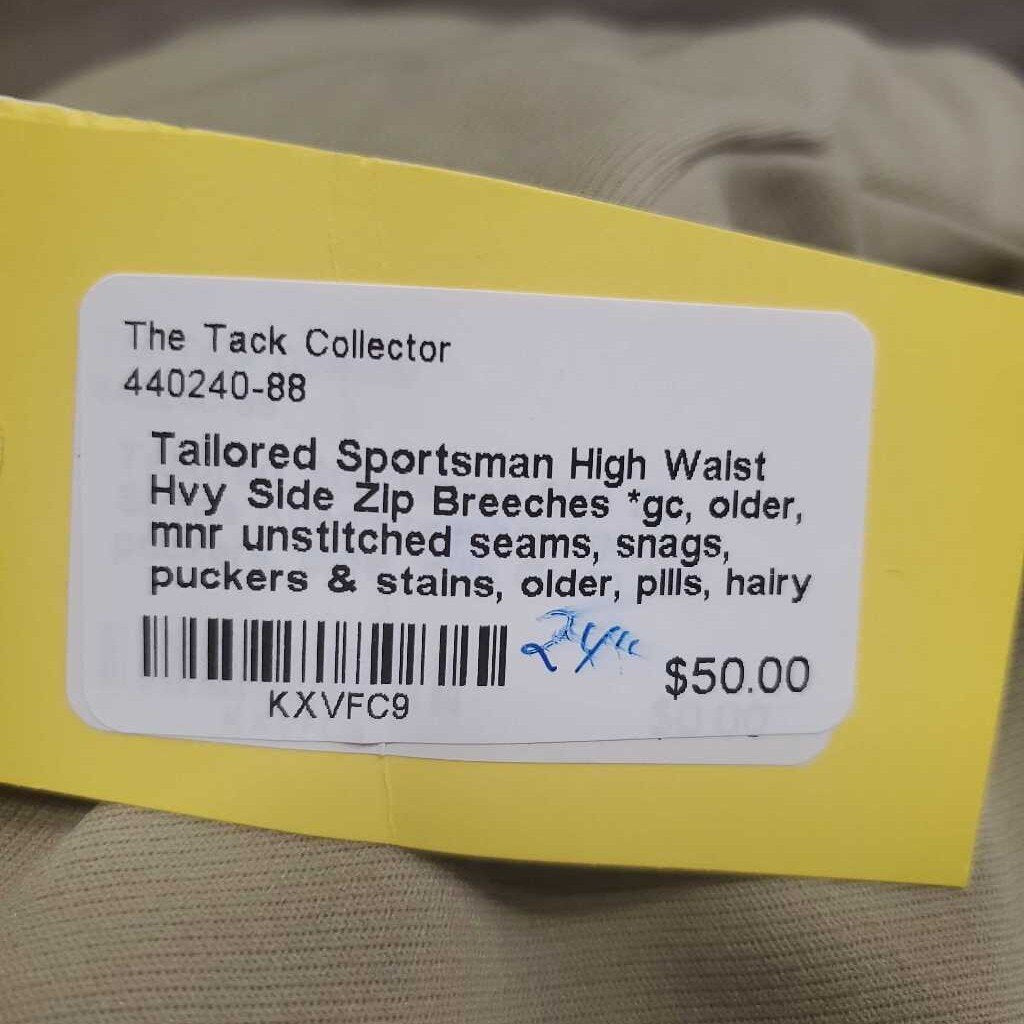 The Tack Collector
440240-88
Tailored Sportsman High Waist
Hvy Side Zip Breeches *gc, older,
mnr unstitched seams, snags,
puckers & stains, older, pills, hairy
24"
$50.00
KXVFC9